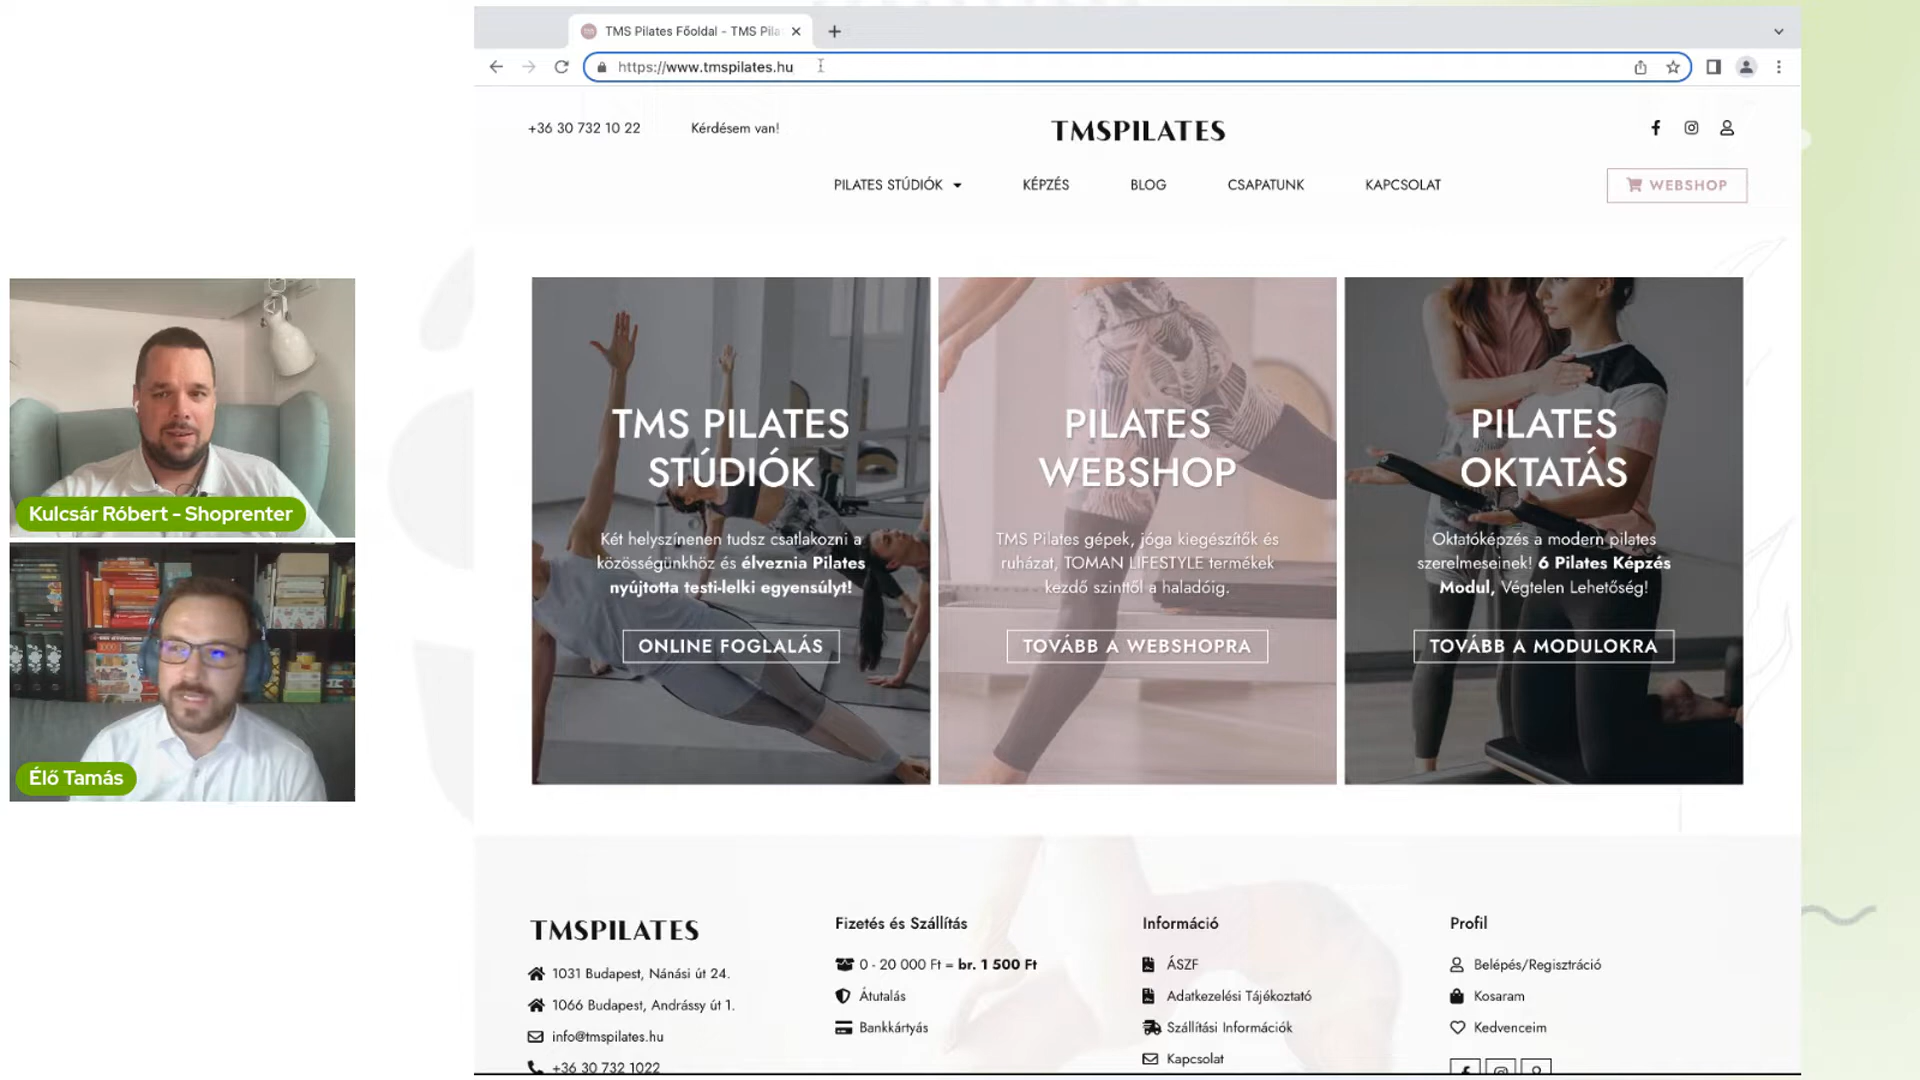 TMS Pilates Főoldal - TMS Pila
https://www.tmspilates.hu
+36 30 732 10 22
Kérdésem van!
TMSPILATES
PILATES STÚDIÓK
KÉPZÉS
BLOG
CSAPATUNK
KAPCSOLAT
WEBSHOP
TMS PILATES
STÚDIÓK
Két helyszínenen tudsz csatlakozni a
közösségünkhöz és élveznia Pilates
nyújtotta testi-lelki egyensúlyt!
ONLINE FOGLALÁS
PILATES
WEBSHOP
TMS Pilates gépek, jóga kiegészítők és
ruházat, TOMAN LIFESTYLE termékek
kezdő szinttől a haladóig.
TOVÁBB A WEBSHOPRA
PILATES
OKTATÁS
Oktatóképzés a modern pilates
szerelmeseinek! 6 Pilates Képzés
Modul, Végtelen Lehetőség!
TOVÁBB A MODULOKRA
Kulcsár Róbert - Shoprenter
Élő Tamás
TMSPILATES
1031 Budapest, Nánási út 24.
1066 Budapest, Andrássy út 1.
info@tmspilates.hu
+36 30 732 1022
Fizetés és Szállítás
0 - 20 000 Ft = br. 1 500 Ft
Átutalás
Bankkártyás
Információ
ÁSZF
Adatkezelési Tájékoztató
Szállítási Információk
Kapcsolat
Profil
Belépés/Regisztráció
Kosaram
Kedvenceim